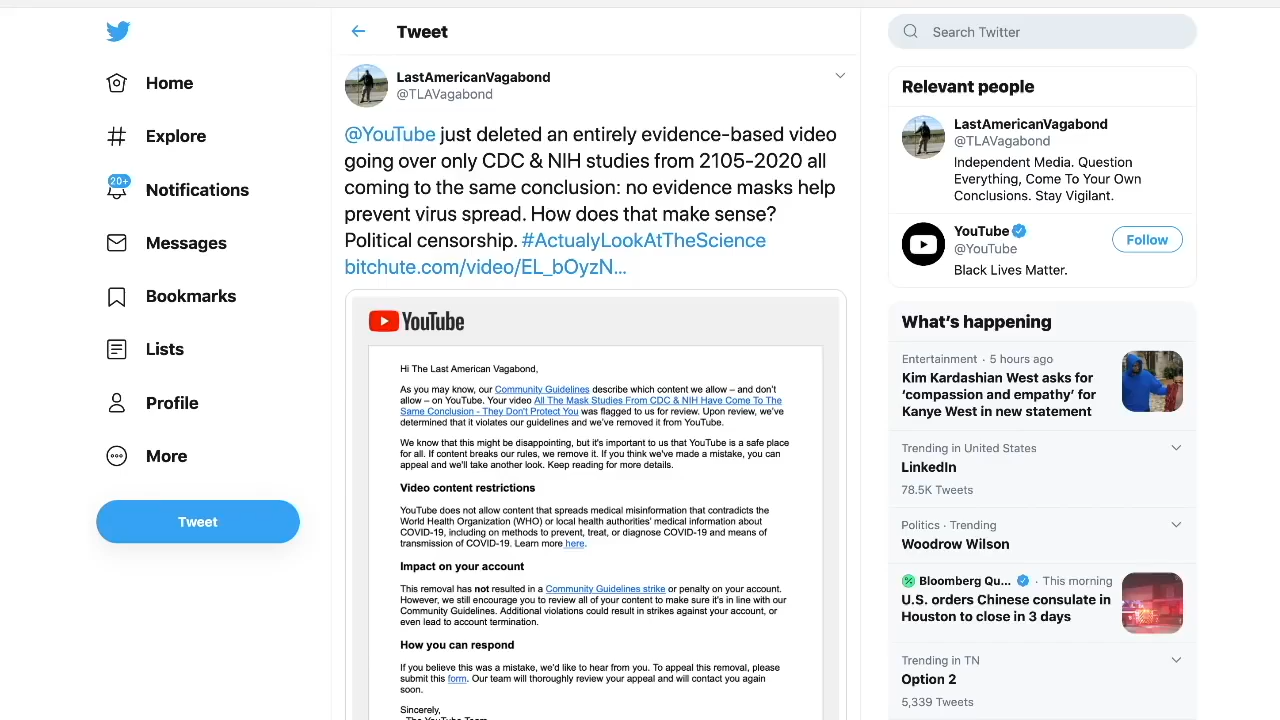 Home
Explore
20+
Notifications
Messages
Bookmarks
Lists
Profile
More
Tweet
Tweet
LastAmericanVagabond
@TLAVagabond
@YouTube just deleted an entirely evidence-based video
going over only CDC & NIH studies from 2105-2020 all
coming to the same conclusion: no evidence masks help
prevent virus spread. How does that make sense?
Political censorship. #ActualyLookAtTheScience
bitchute.com/video/EL_bOyzN...
YouTube
Hi The Last American Vagabond,
As you may know, our Community Guidelines describe which content we allow – and don't
allow – on YouTube. Your video All The Mask Studies From CDC & NIH Have Come To The
Same Conclusion - They Don't Protect You was flagged to us for review. Upon review, we've
determined that it violates our guidelines and we've removed it from YouTube.
We know that this might be disappointing, but it's important to us that YouTube is a safe place
for all. If content breaks our rules, we remove it. If you think we've made a mistake, you can
appeal and we'll take another look. Keep reading for more details.
Video content restrictions
YouTube does not allow content that spreads medical misinformation that contradicts the
World Health Organization (WHO) or local health authorities' medical information about
COVID-19, including on methods to prevent, treat, or diagnose COVID-19 and means of
transmission of COVID-19. Learn more here.
Impact on your account
This removal has not resulted in a Community Guidelines strike or penalty on your account.
However, we still encourage you to review all of your content to make sure it's in line with our
Community Guidelines. Additional violations could result in strikes against your account, or
even lead to account termination.
How you can respond
If you believe this was a mistake, we'd like to hear from you. To appeal this removal, please
submit this form. Our team will thoroughly review your appeal and will contact you again
soon.
Sincerely,
- The YouTube Team
Search Twitter
Relevant people
LastAmericanVagabond
@TLAVagabond
Independent Media. Question
Everything, Come To Your Own
Conclusions. Stay Vigilant.
YouTube
@YouTube
Follow
Black Lives Matter.
What's happening
Entertainment · 5 hours ago
Kim Kardashian West asks for
'compassion and empathy' for
Kanye West in new statement
Trending in United States
LinkedIn
78.5K Tweets
Politics · Trending
Woodrow Wilson
Bloomberg Qu... · This morning
U.S. orders Chinese consulate in
Houston to close in 3 days
Trending in TN
Option 2
5,339 Tweets